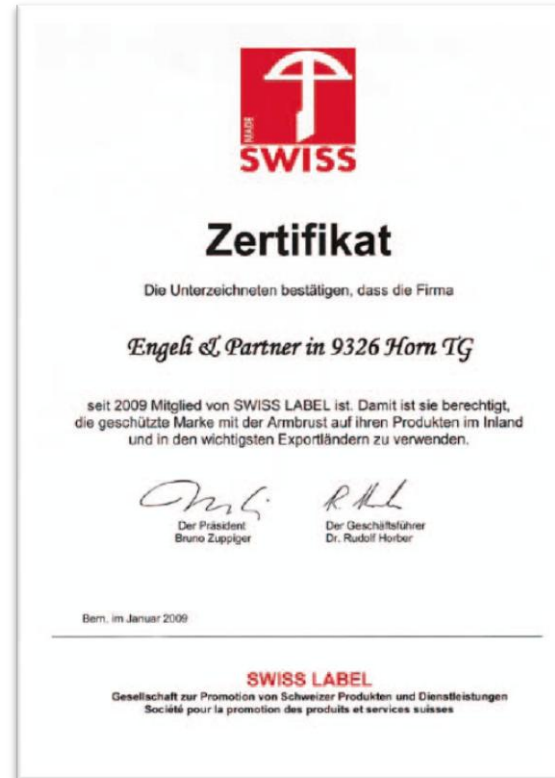 MADE
SWISS
Zertifikat
Die Unterzeichneten bestätigen, dass die Firma
Engeli & Partner in 9326 Horn TG
seit 2009 Mitglied von SWISS LABEL ist. Damit ist sie berechtigt,
die geschützte Marke mit der Armbrust auf ihren Produkten im Inland
und in den wichtigsten Exportländern zu verwenden.
Der Präsident
Bruno Zuppiger
Der Geschäftsführer
Dr. Rudolf Horber
Bern, im Januar 2009
SWISS LABEL
Gesellschaft zur Promotion von Schweizer Produkten und Dienstleistungen
Société pour la promotion des produits et services suisses